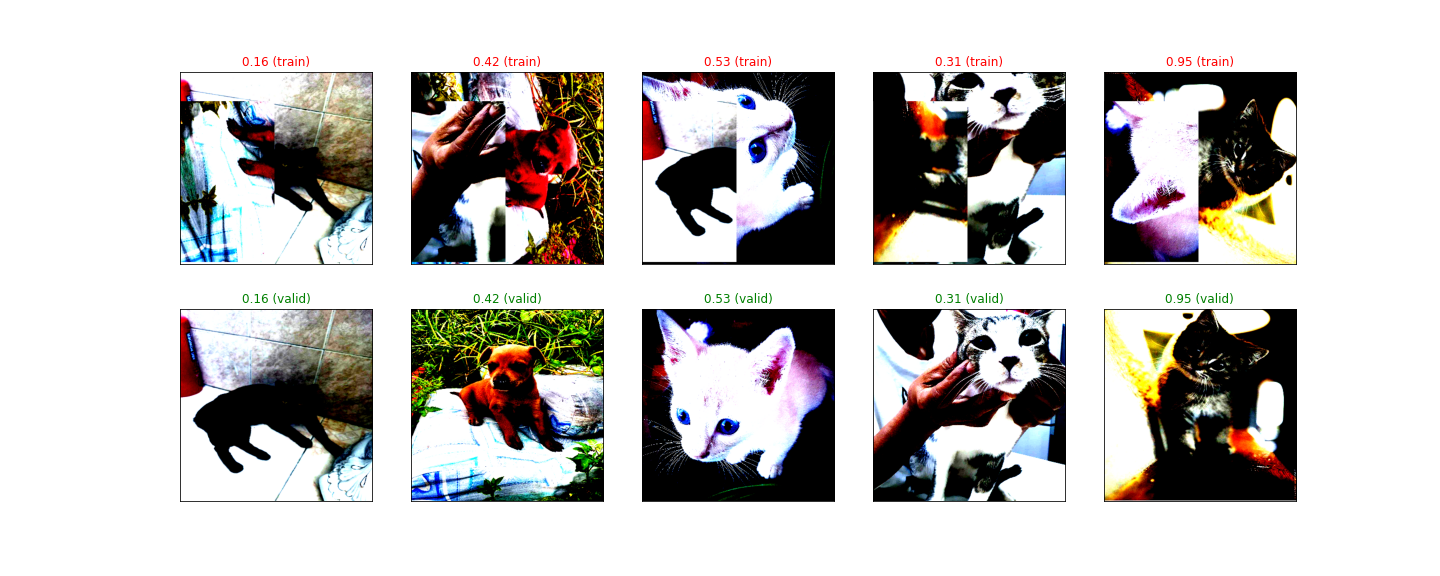 0.16 (train)
0.42 (train)
0.53 (train)
0.31 (train)
0.95 (train)
0.16 (valid)
0.42 (valid)
0.53 (valid)
0.31 (valid)
0.95 (valid)